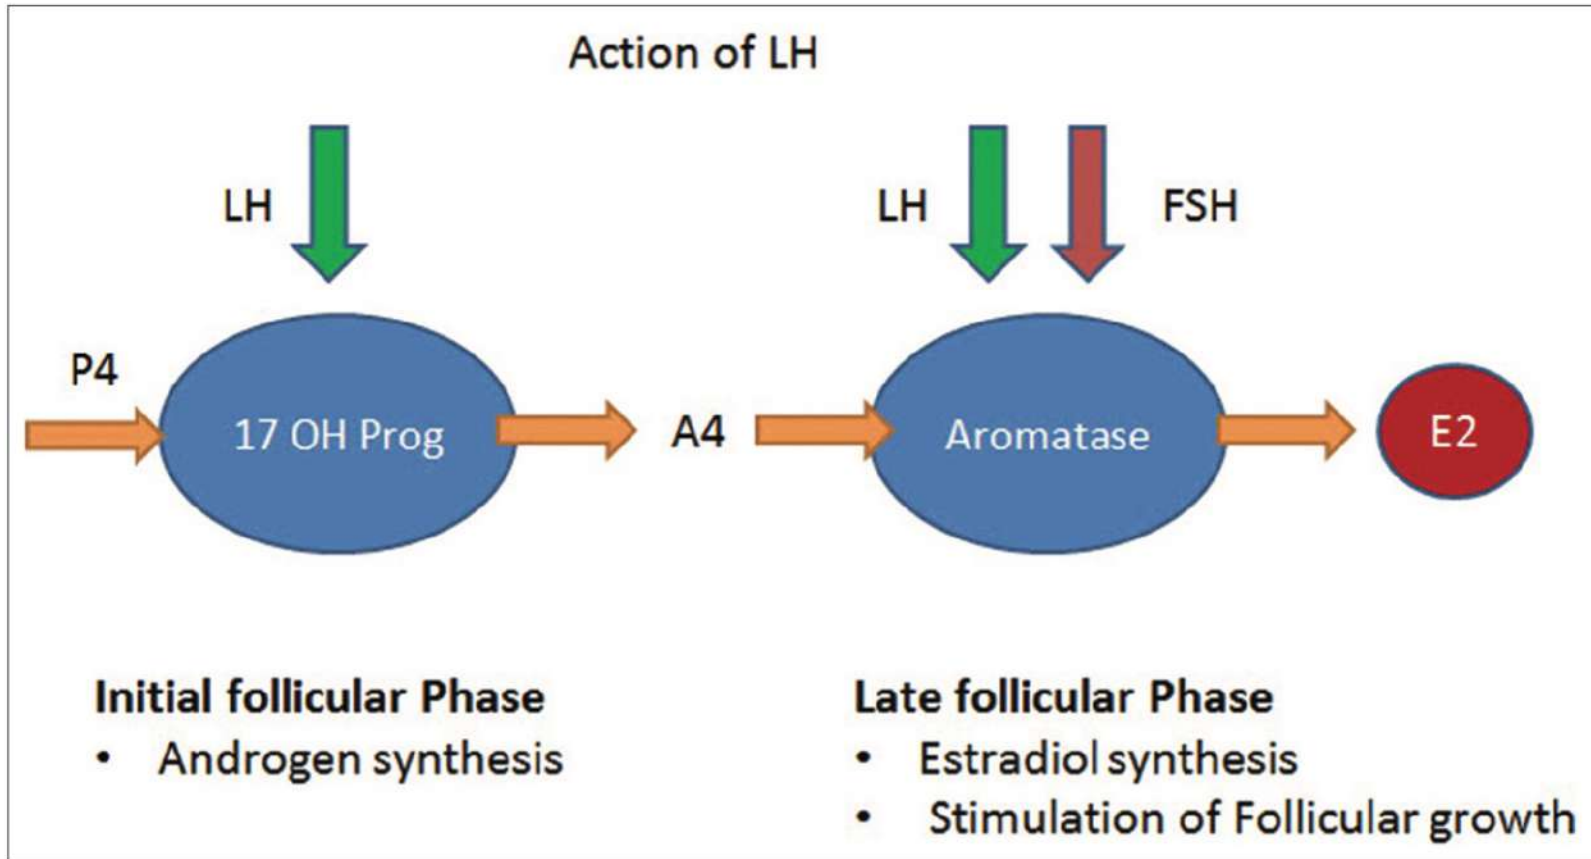 Action of LH
LH
LH
FSH
P4
17 OH Prog
A4
Aromatase
E2
Initial follicular Phase
• Androgen synthesis
Late follicular Phase
• Estradiol synthesis
• Stimulation of Follicular growth